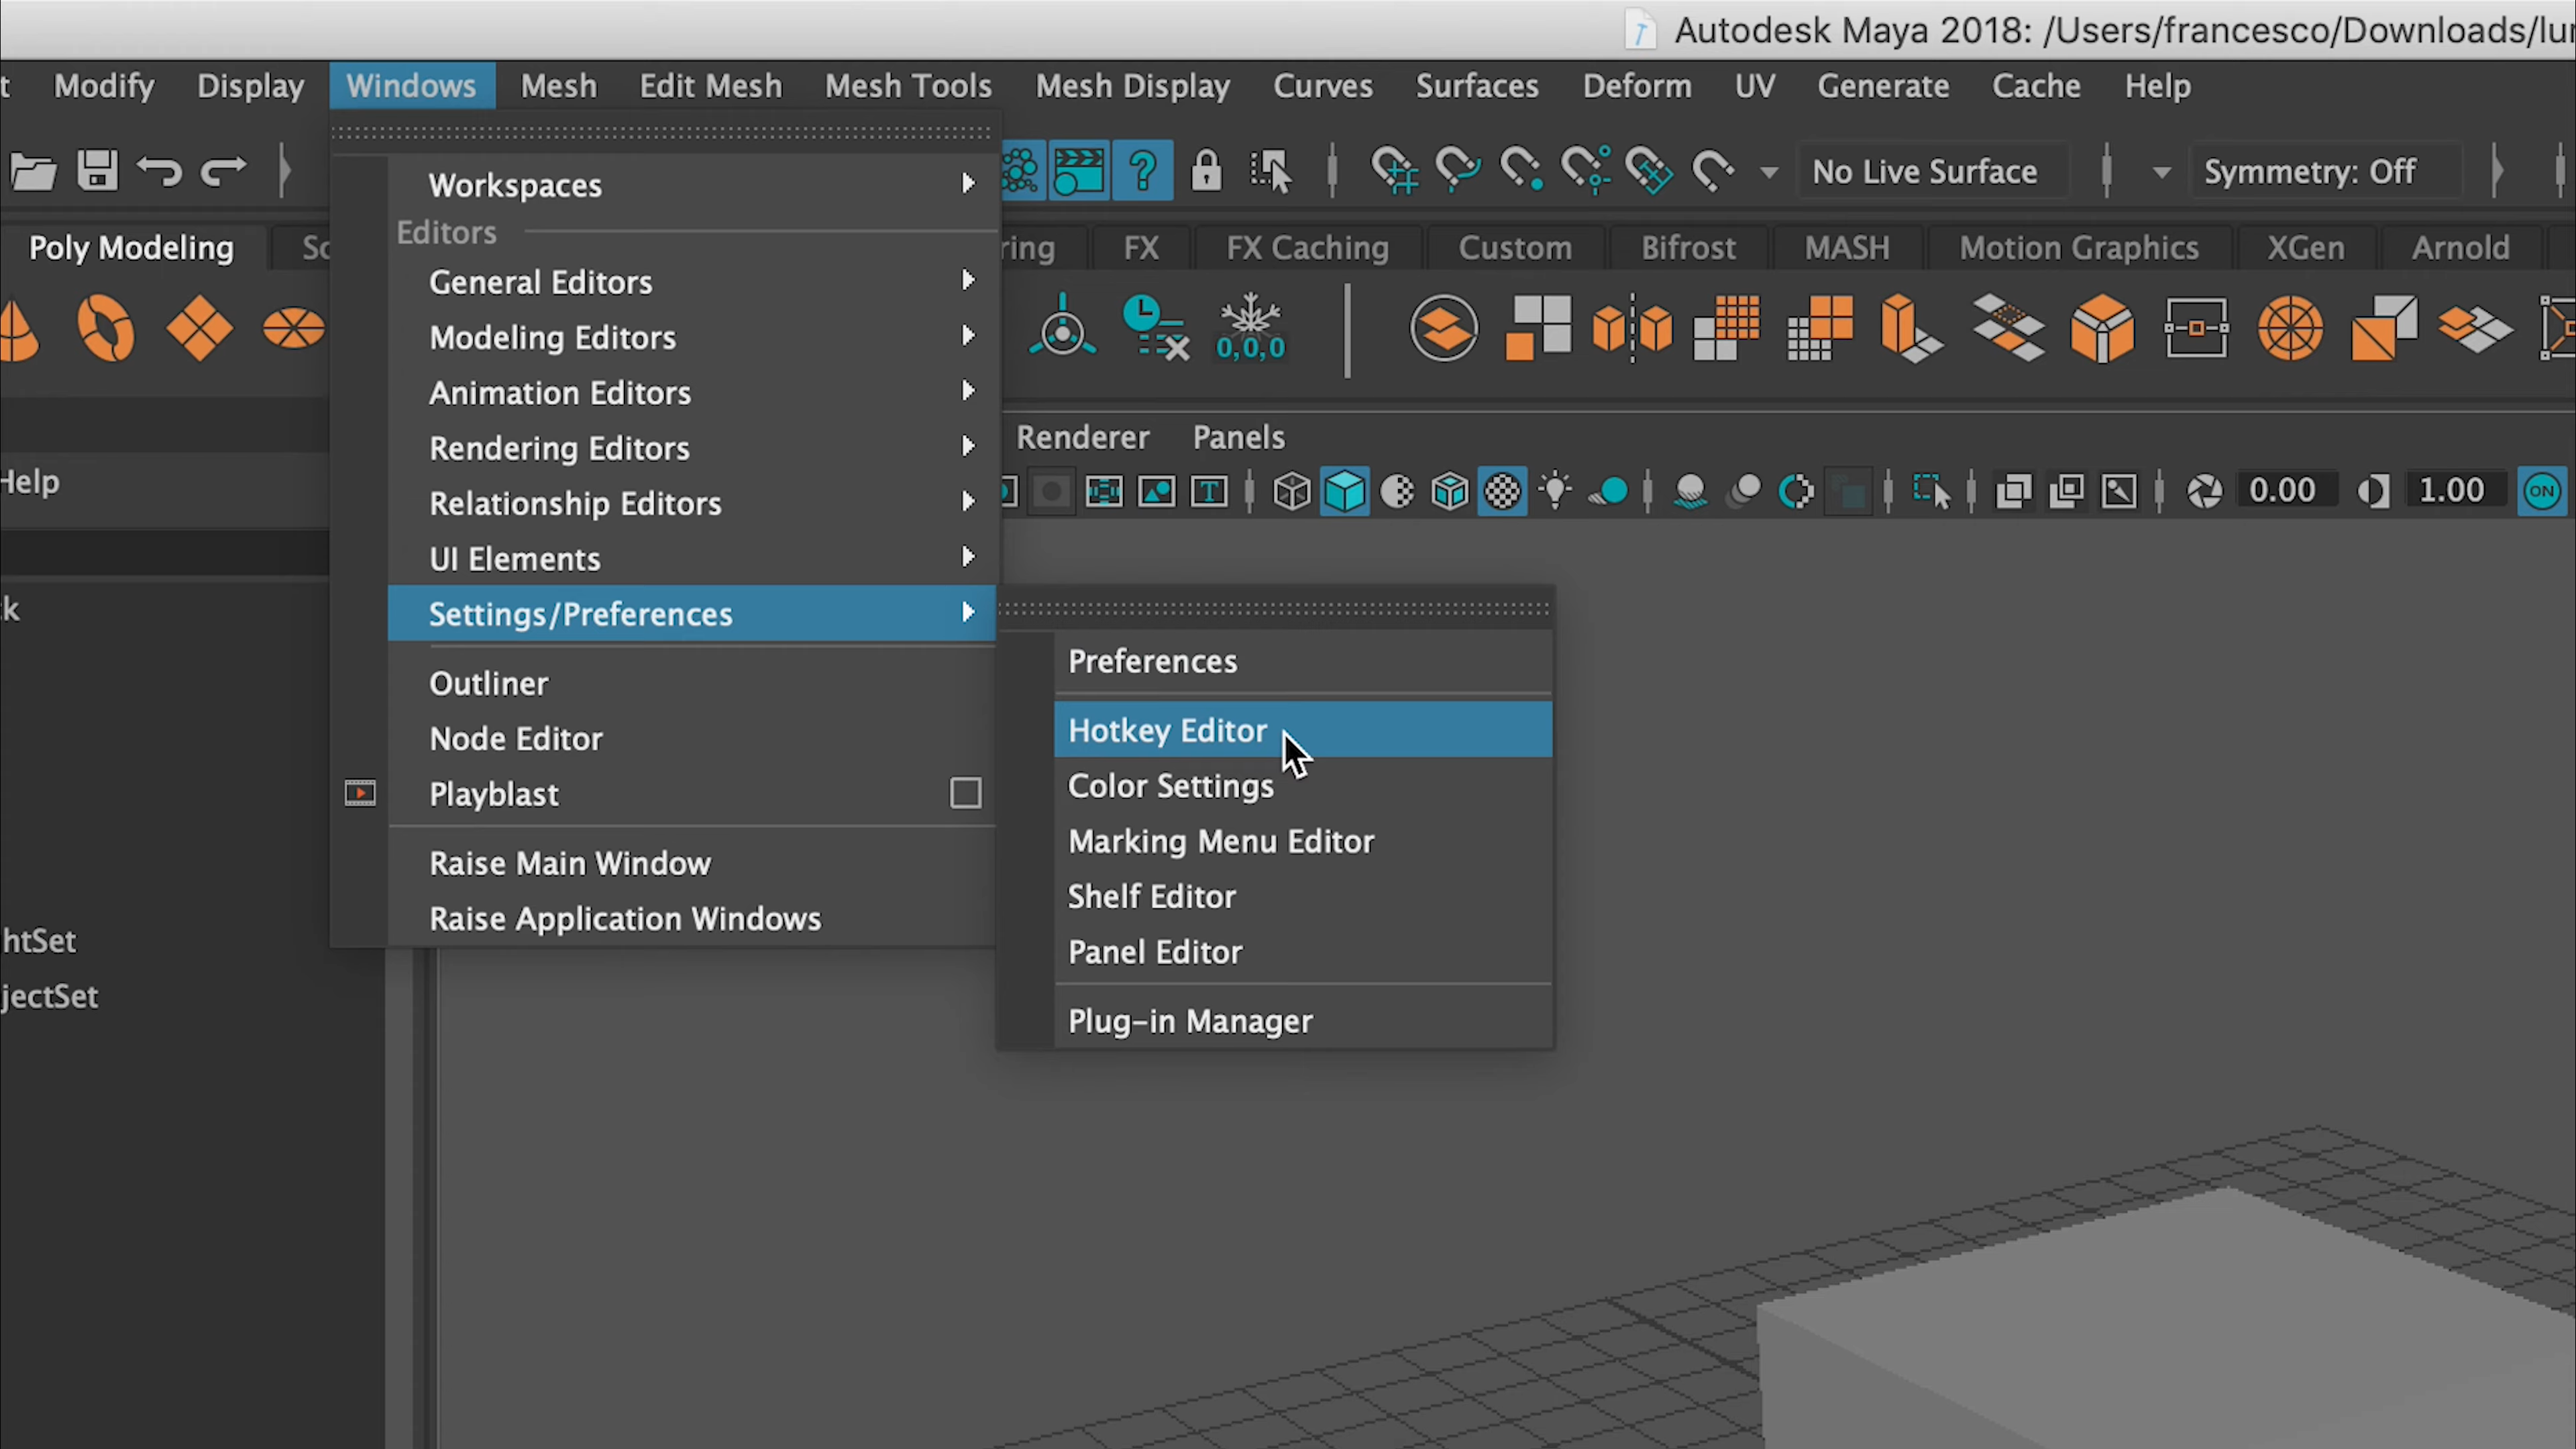 Autodesk Maya 2018: /Users/francesco/Downloads/lu
Modify Display Windows Mesh Edit Mesh Mesh Tools Mesh Display Curves Surfaces Deform UV Generate Cache Help
No Live Surface Symmetry: Off
Poly Modeling Sc ring FX FX Caching Custom Bifrost MASH Motion Graphics XGen Arnold
0,0,0
Help
Renderer Panels
0.00 1.00 ON
k
htSet
jectSet
Workspaces
Editors
General Editors
Modeling Editors
Animation Editors
Rendering Editors
Relationship Editors
UI Elements
Settings/Preferences
Outliner
Node Editor
Playblast
Raise Main Window
Raise Application Windows
Preferences
Hotkey Editor
Color Settings
Marking Menu Editor
Shelf Editor
Panel Editor
Plug-in Manager